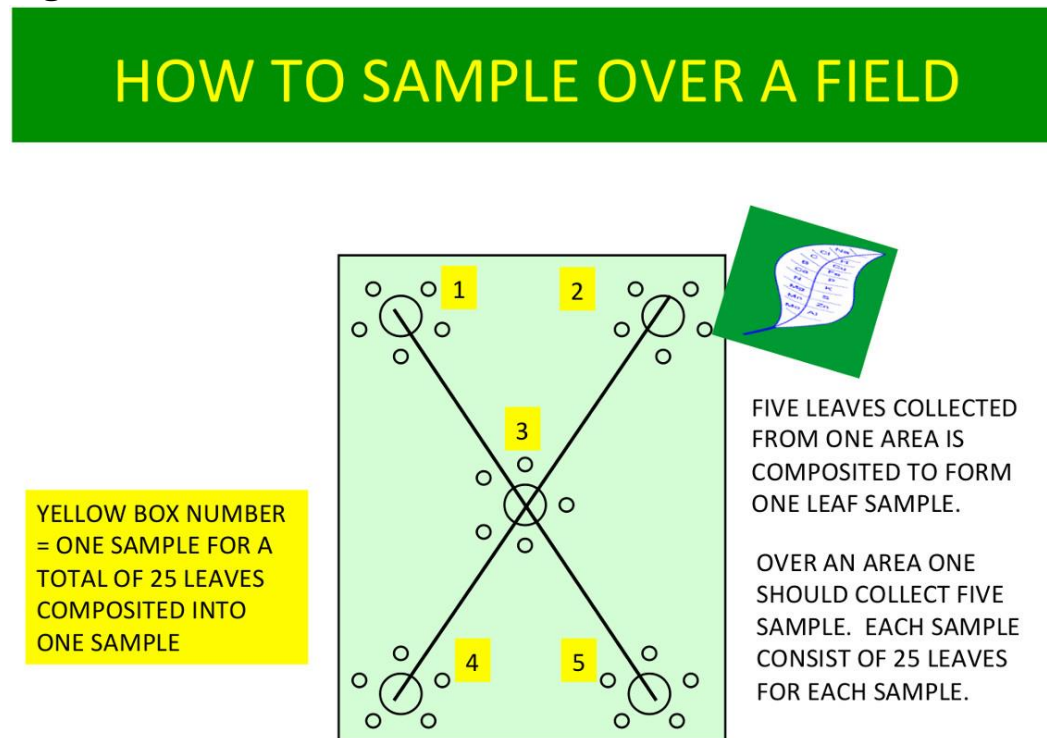 HOW TO SAMPLE OVER A FIELD
1
2
3
4
5
YELLOW BOX NUMBER
= ONE SAMPLE FOR A
TOTAL OF 25 LEAVES
COMPOSITED INTO
ONE SAMPLE
FIVE LEAVES COLLECTED
FROM ONE AREA IS
COMPOSITED TO FORM
ONE LEAF SAMPLE.
OVER AN AREA ONE
SHOULD COLLECT FIVE
SAMPLE. EACH SAMPLE
CONSIST OF 25 LEAVES
FOR EACH SAMPLE.